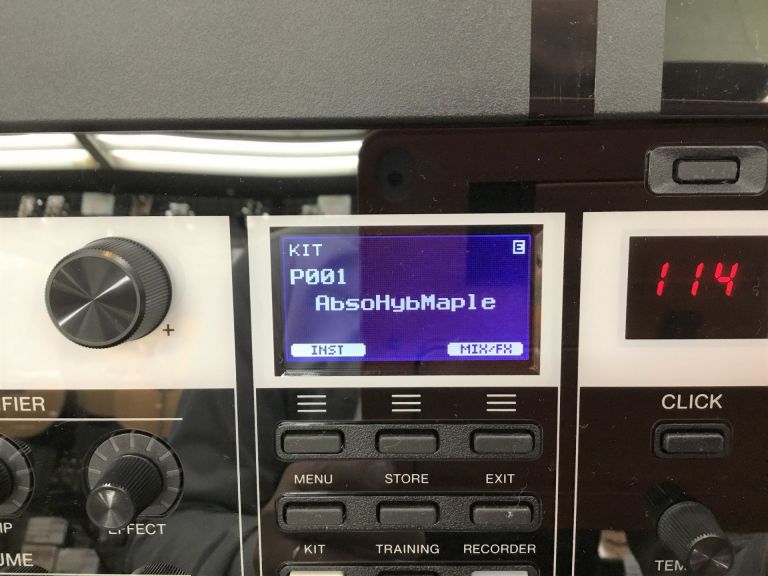 KIT E
P001
AbsoHybMaple
INST MIX/FX
114
+
CLICK
MENU STORE EXIT
EFFECT
KIT TRAINING RECORDER